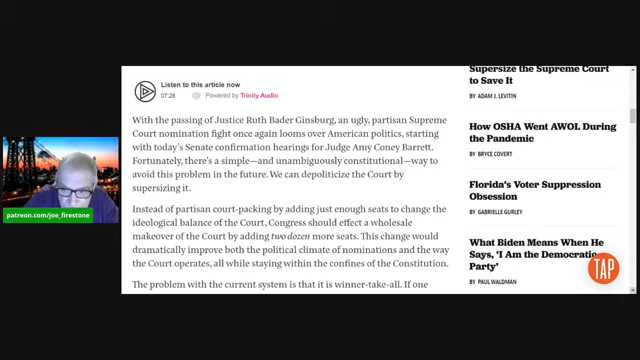 Listen to this article now
07:28
Powered by Trinity Audio
With the passing of Justice Ruth Bader Ginsburg, an ugly, partisan Supreme
Court nomination fight once again looms over American politics, starting
with today's Senate confirmation hearings for Judge Amy Coney Barrett.
Fortunately, there's a simple—and unambiguously constitutional—way to
avoid this problem in the future. We can depoliticize the Court by
supersizing it.
Instead of partisan court-packing by adding just enough seats to change the
ideological balance of the Court, Congress should effect a wholesale
makeover of the Court by adding two dozen more seats. This change would
dramatically improve both the political climate of nominations and the way
the Court operates, all while staying within the confines of the Constitution.
The problem with the current system is that it is winner-take-all. If one
Supersize the Supreme Court
to Save It
BY ADAM J. LEVITIN
How OSHA Went AWOL During
the Pandemic
BY BRYCE COVERT
Florida's Voter Suppression
Obsession
BY GABRIELLE GURLEY
What Biden Means When He
Says, 'I Am the Democratic
Party'
BY PAUL WALDMAN
TAP
patreon.com/joe_firestone